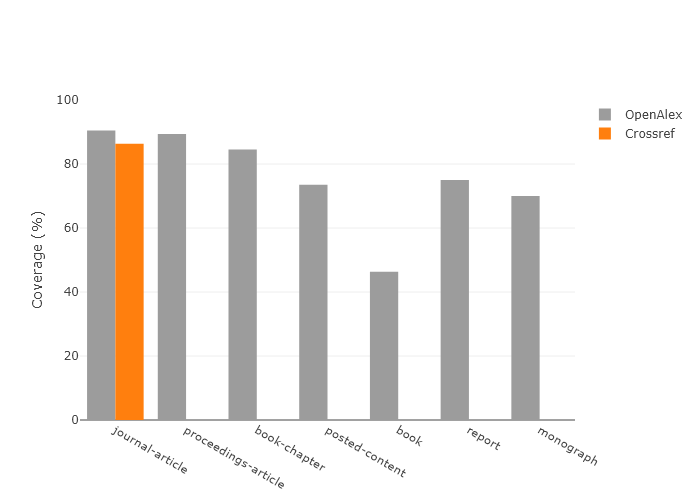 100
80
60
40
20
0
Coverage (%)
journal-article
proceedings-article
book-chapter
posted-content
book
report
monograph
OpenAlex
Crossref